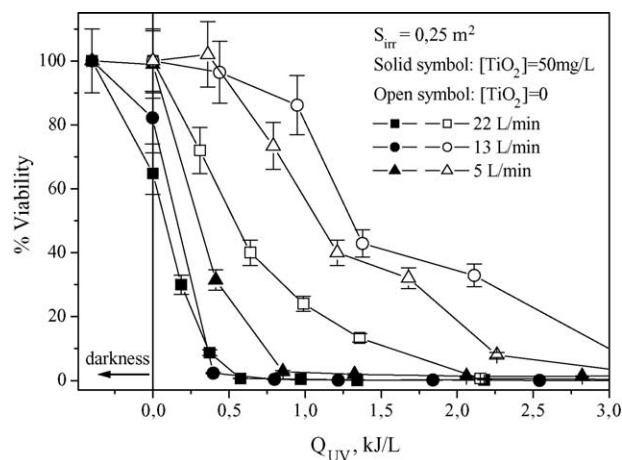 S_irr = 0,25 m²
Solid symbol: [TiO₂]=50mg/L
Open symbol: [TiO₂]=0
22 L/min
13 L/min
5 L/min
% Viability
100
80
60
40
20
0
darkness
0,0 0,5 1,0 1,5 2,0 2,5 3,0
Q_UV, kJ/L